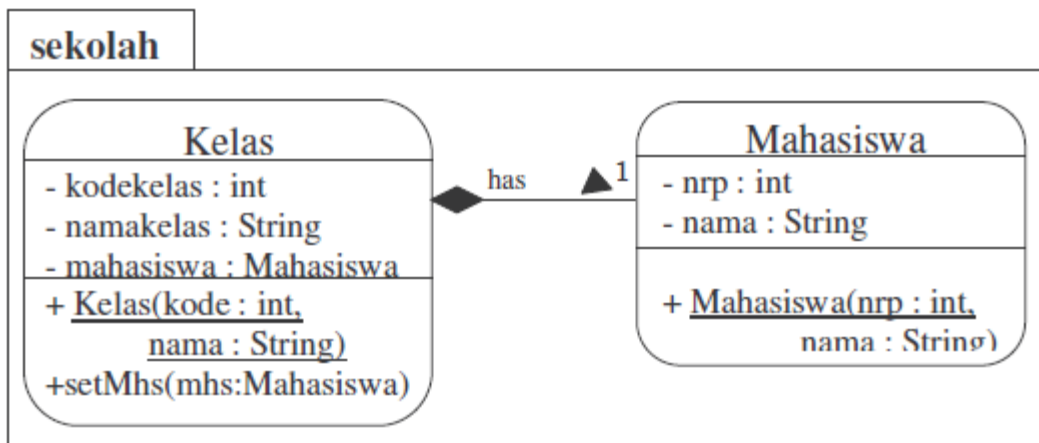 sekolah
Kelas
- kodekelas : int
- namakelas : String
- mahasiswa : Mahasiswa
+ Kelas(kode : int,
nama : String)
+setMhs(mhs:Mahasiswa)
has
1
Mahasiswa
- nrp : int
- nama : String
+ Mahasiswa(nrp : int,
nama : String)